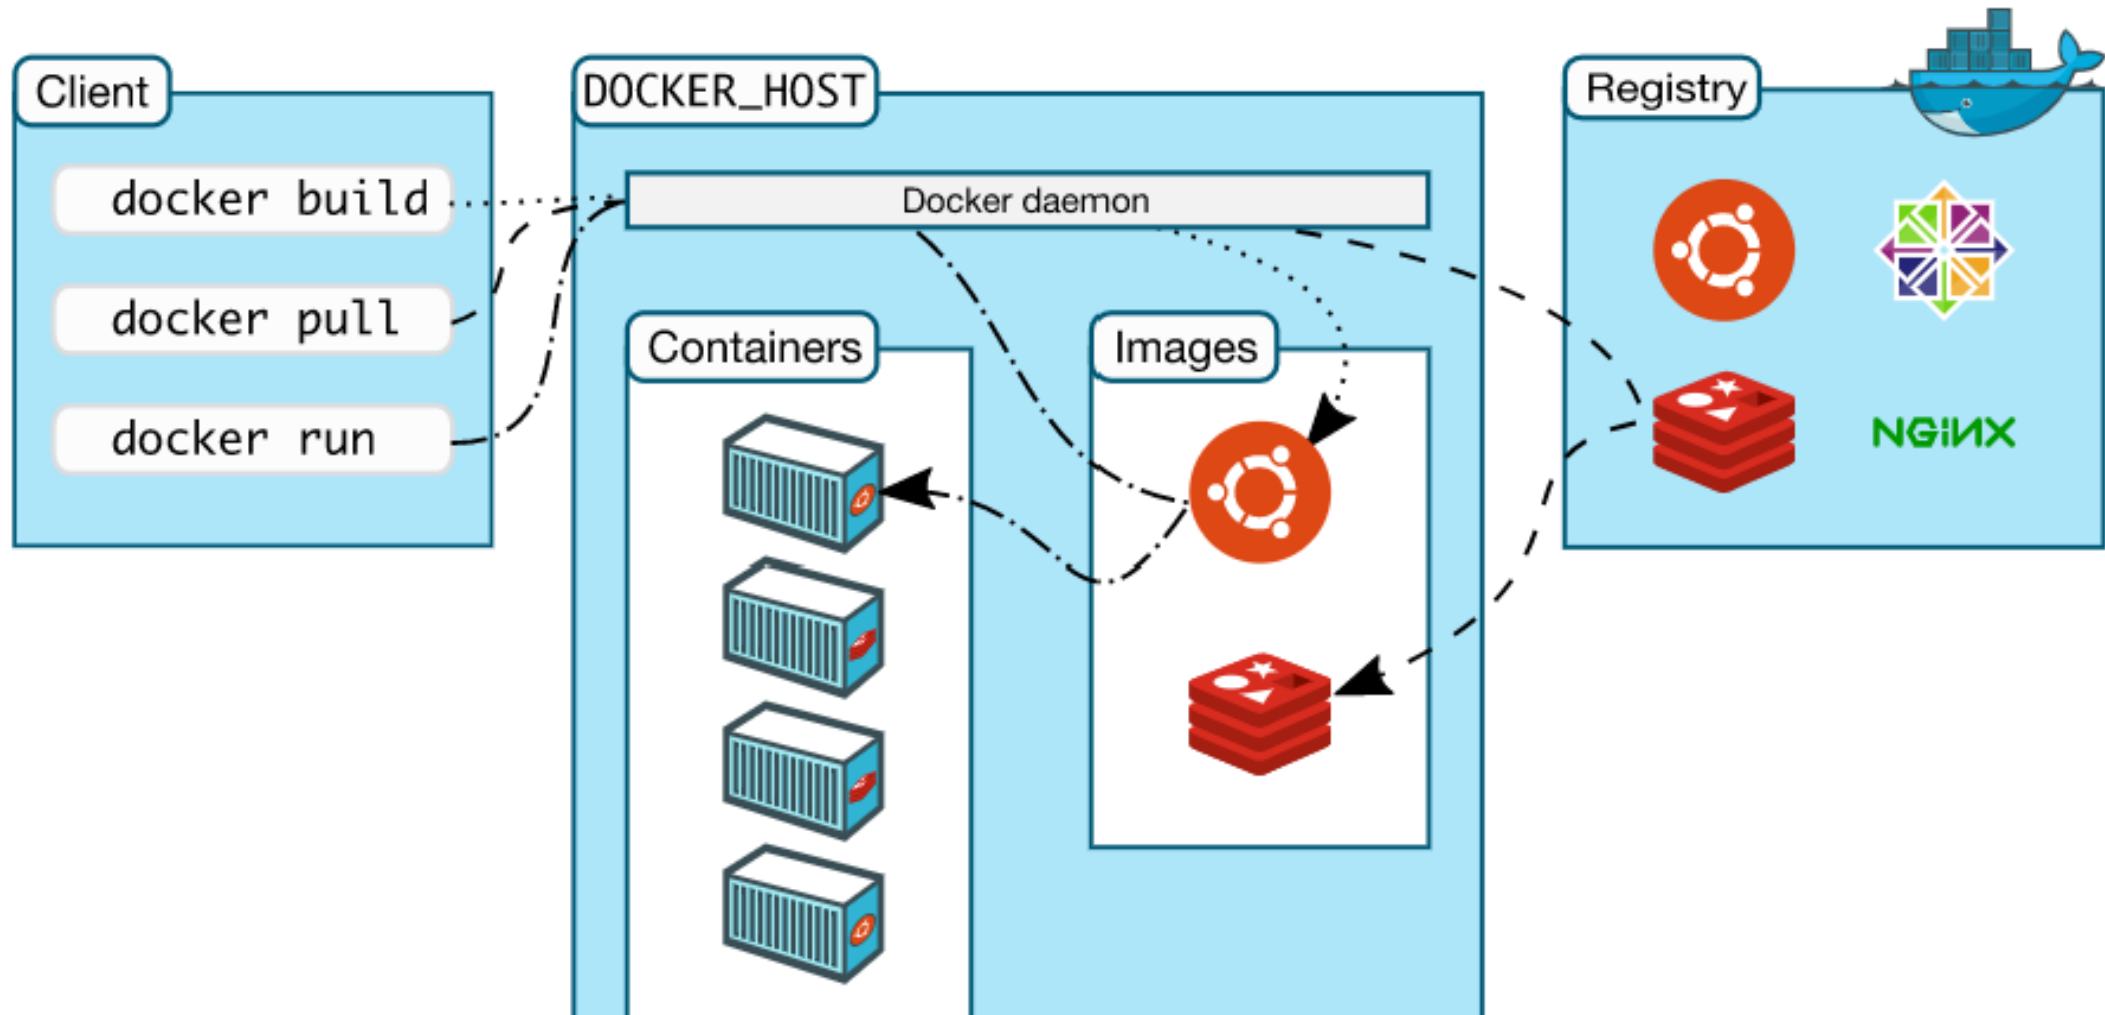 Client
docker build
docker pull
docker run
DOCKER_HOST
Docker daemon
Containers
Images
Registry
NGiNX